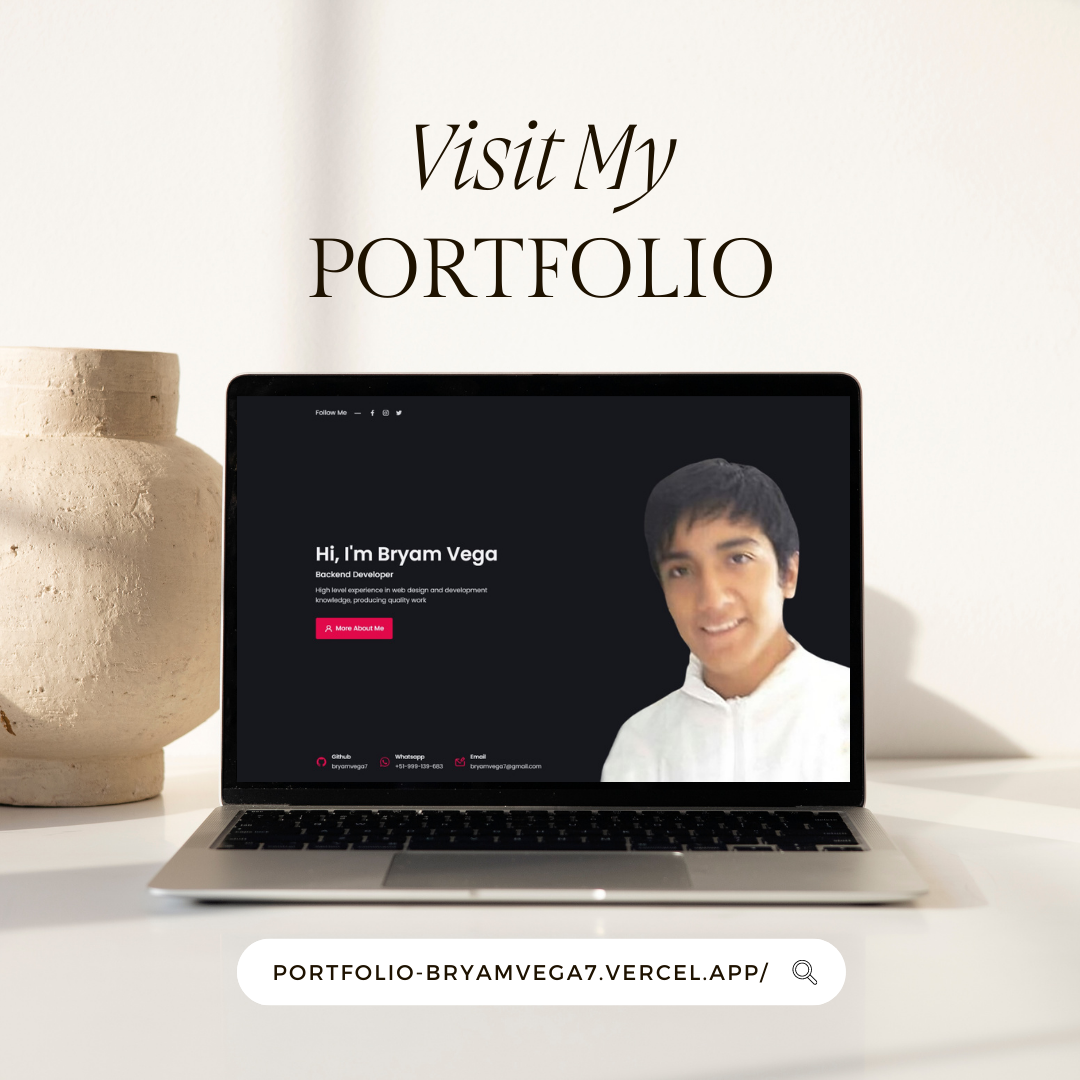 Visit My
PORTFOLIO
Follow Me
Hi, I'm Bryam Vega
Backend Developer
High level experience in web design and development
knowledge, producing quality work
More About Me
Github
bryamvega7
Whatsapp
+51-999-139-683
Email
bryamvega7@gmail.com
PORTFOLIO-BRYAMVEGA7.VERCEL.APP/